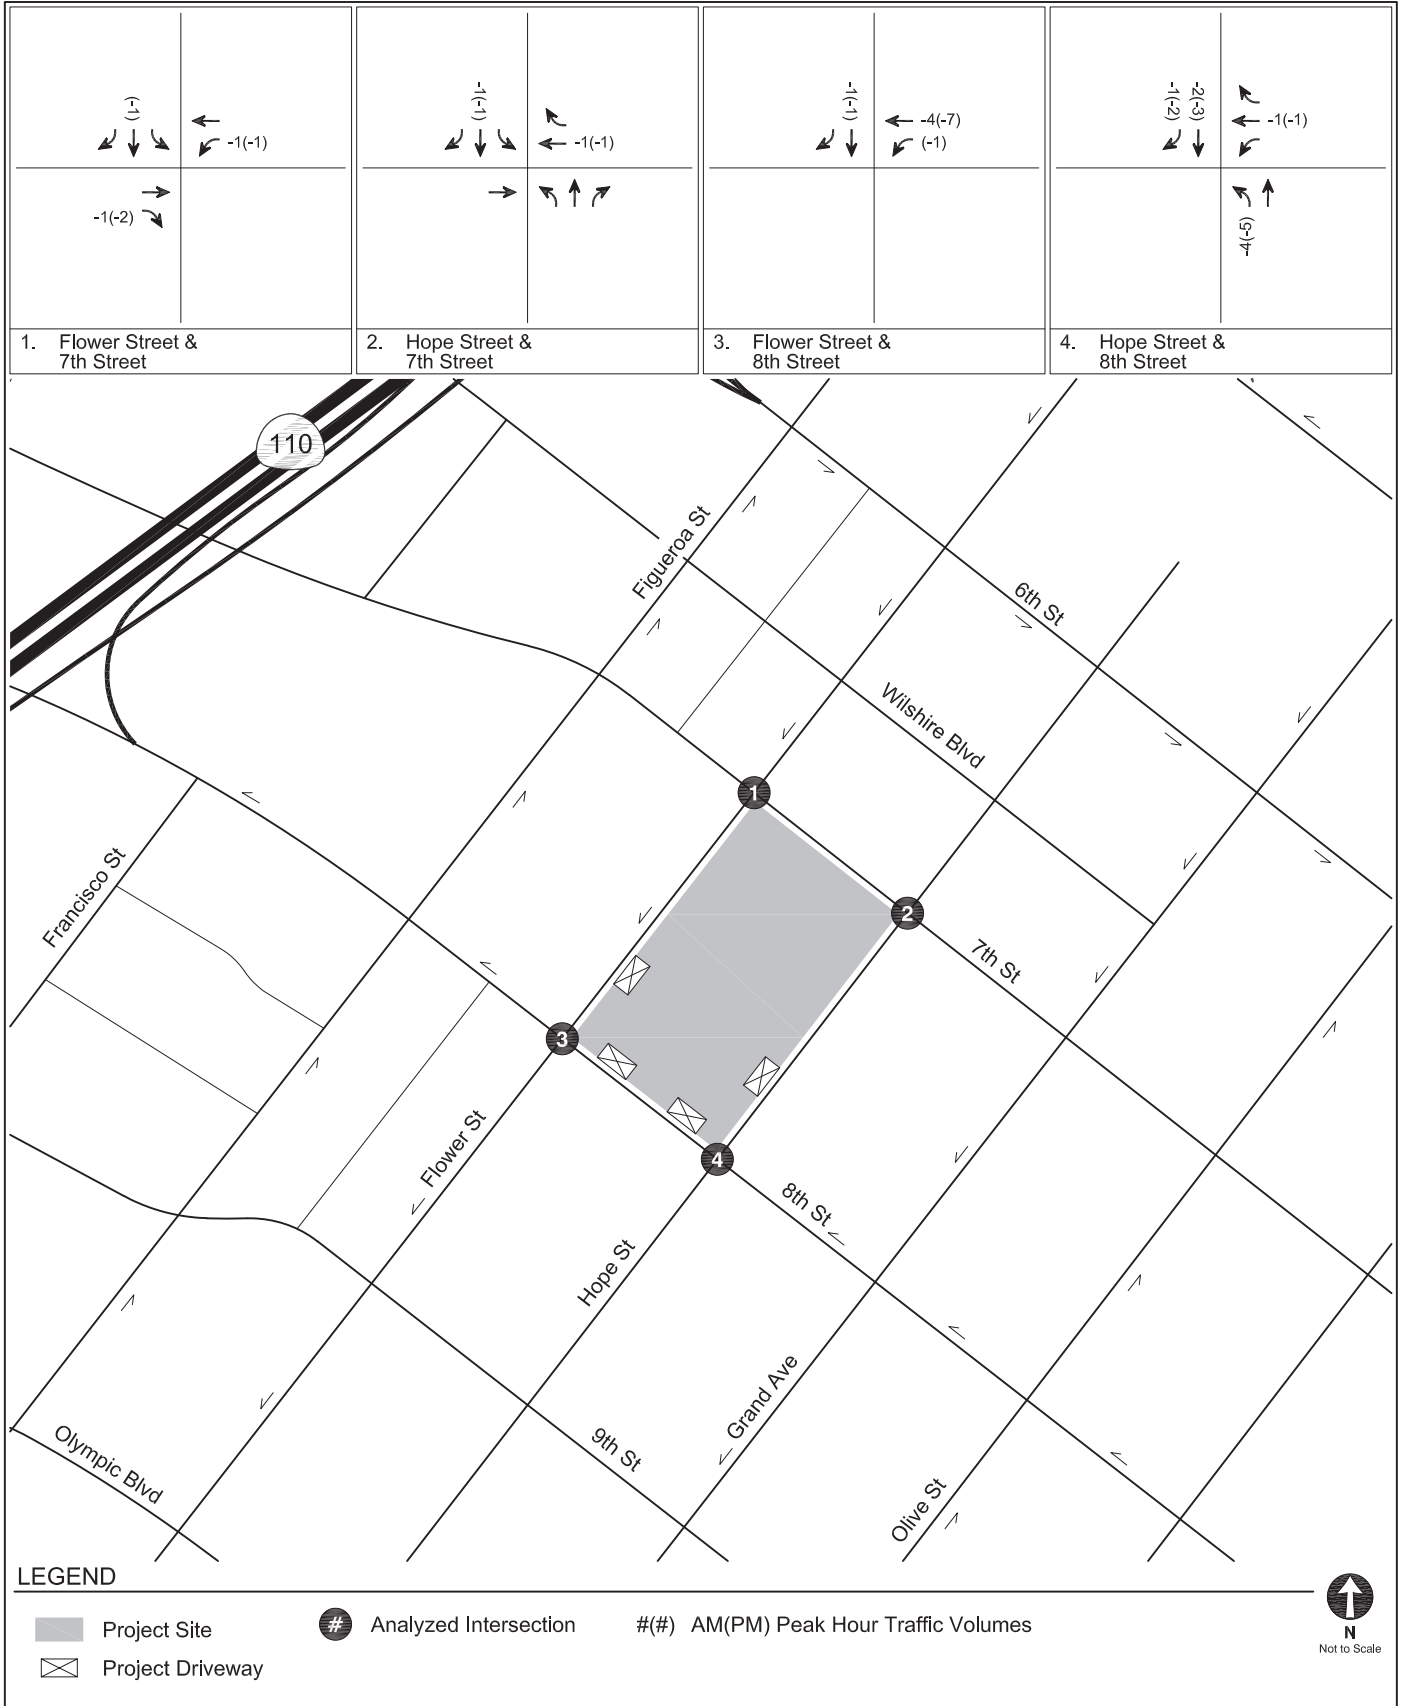 (-1)
-1(-1)
-1(-2)
1. Flower Street &
7th Street
-1(-1)
-1(-1)
2. Hope Street &
7th Street
-1(-1)
-4(-7)
(-1)
3. Flower Street &
8th Street
-1(-2)
-2(-3)
-1(-1)
-4(-5)
4. Hope Street &
8th Street
110
Figueroa St
6th St
Wilshire Blvd
1
Francisco St
2
7th St
3
Flower St
4
8th St
Hope St
Grand Ave
9th St
Olympic Blvd
Olive St
LEGEND
Project Site
# Analyzed Intersection
#(#) AM(PM) Peak Hour Traffic Volumes
Project Driveway
N
Not to Scale